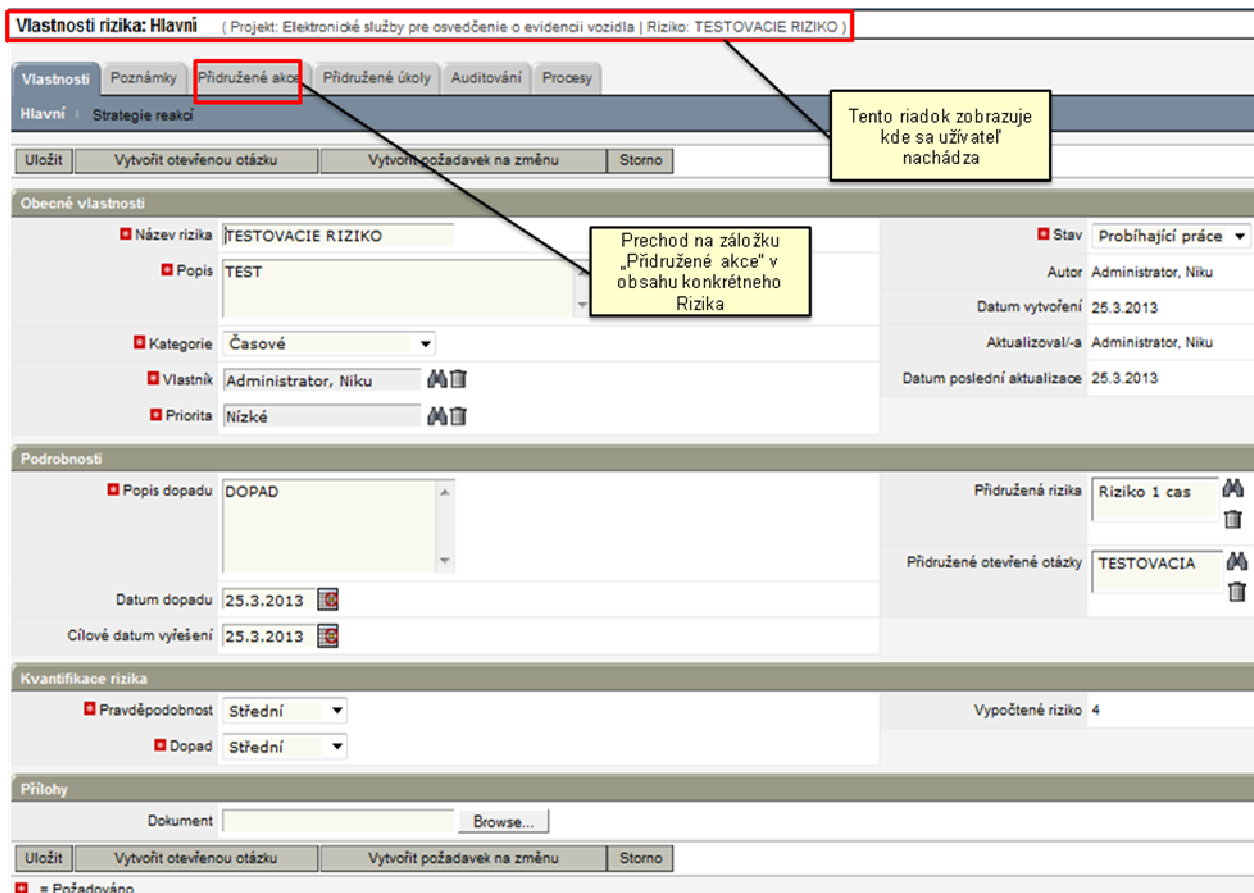 Vlastnosti rizika: Hlavní ( Projekt: Elektronické služby pre osvedčenie o evidencii vozidla | Riziko: TESTOVACIE RIZIKO )
Vlastnosti Poznámky Přidružené akce Přidružené úkoly Auditování Procesy
Hlavní Strategie reakcí
Tento riadok zobrazuje
kde sa užívateľ
nachádza
Uložit Vytvořit otevřenou otázku Vytvořit požadavek na změnu Storno
Obecné vlastnosti
Název rizika TESTOVACIE RIZIKO
Stav Probíhající práce
Popis TEST
Prechod na záložku
„Přidružené akce" v
obsahu konkrétneho
Rizika
Autor Administrator, Niku
Datum vytvoření 25.3.2013
Kategorie Časové
Aktualizoval/-a Administrator, Niku
Vlastník Administrator, Niku
Datum poslední aktualizace 25.3.2013
Priorita Nízké
Podrobnosti
Popis dopadu DOPAD
Přidružená rizika Riziko 1 cas
Přidružené otevřené otázky TESTOVACIA
Datum dopadu 25.3.2013
Cílové datum vyřešení 25.3.2013
Kvantifikace rizika
Pravděpodobnost Střední
Vypočtené riziko 4
Dopad Střední
Přílohy
Dokument Browse...
Uložit Vytvořit otevřenou otázku Vytvořit požadavek na změnu Storno
= Požadováno